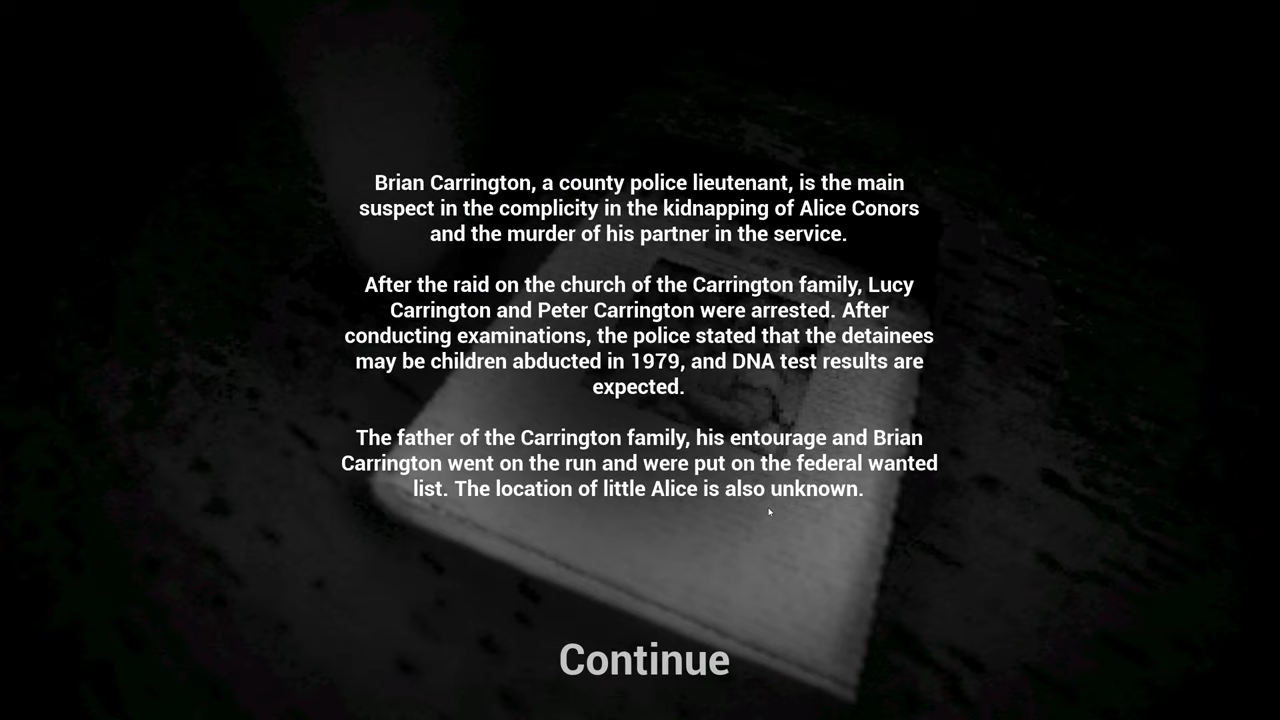 Brian Carrington, a county police lieutenant, is the main
suspect in the complicity in the kidnapping of Alice Conors
and the murder of his partner in the service.
After the raid on the church of the Carrington family, Lucy
Carrington and Peter Carrington were arrested. After
conducting examinations, the police stated that the detainees
may be children abducted in 1979, and DNA test results are
expected.
The father of the Carrington family, his entourage and Brian
Carrington went on the run and were put on the federal wanted
list. The location of little Alice is also unknown.
Continue